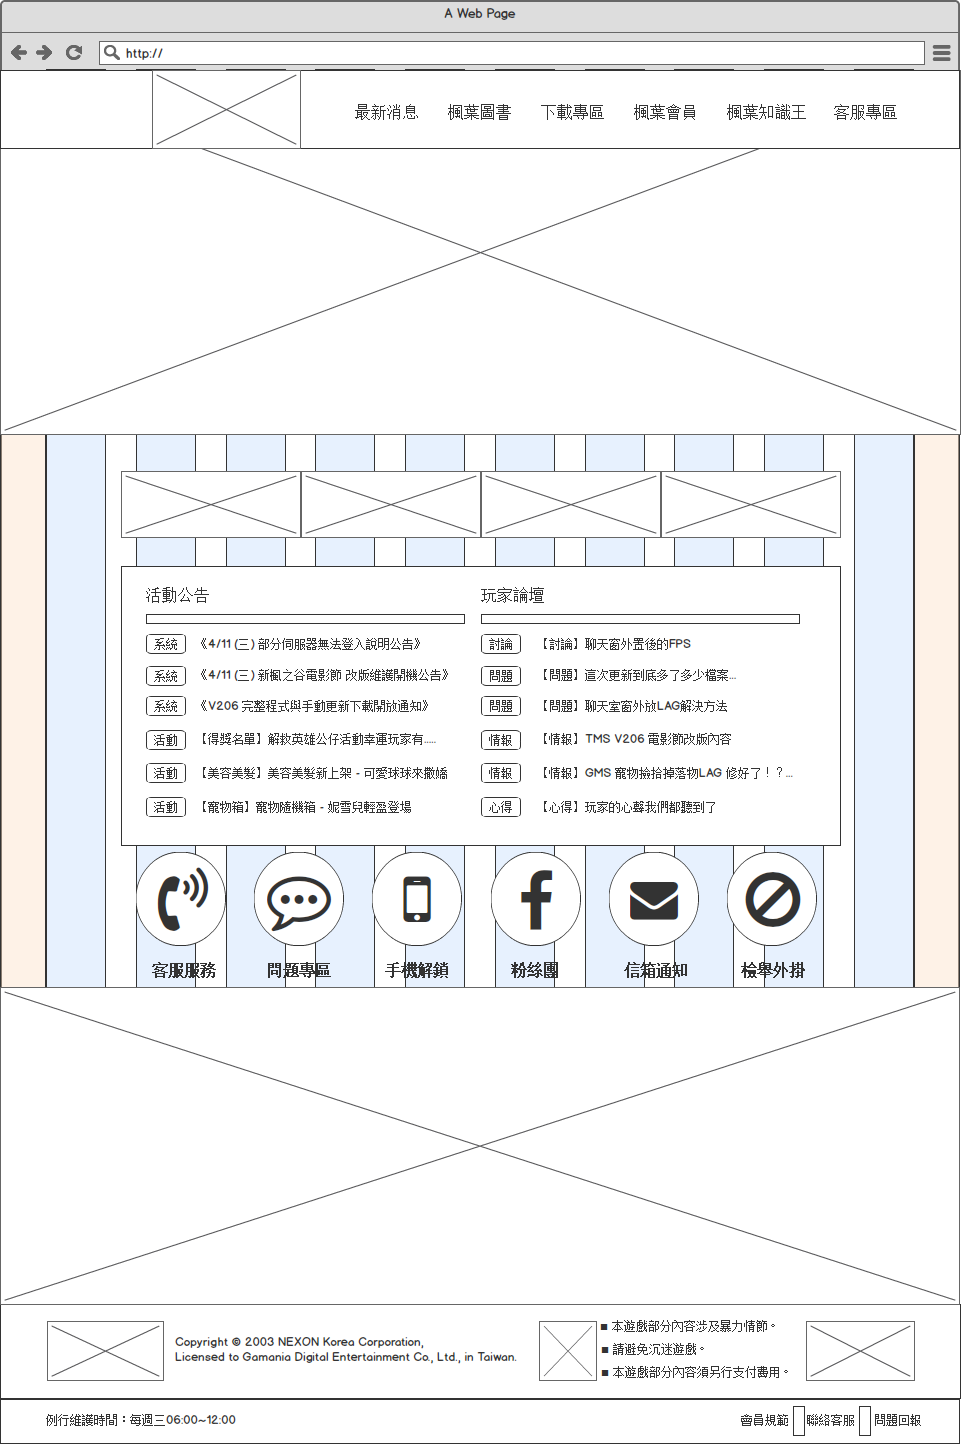 A Web Page
http://
最新消息 楓葉圖書 下載專區 楓葉會員 楓葉知識王 客服專區
活動公告
系統 《4/11 (三) 部分伺服器無法登入說明公告》
系統 《4/11 (三) 新楓之谷電影節 改版維護開機公告》
系統 《V206 完整程式與手動更新下載開放通知》
活動 【得獎名單】解救英雄公仔活動幸運玩家有.....
活動 【美容美髮】美容美髮新上架 - 可愛球球來撒嬌
活動 【寵物箱】寵物隨機箱 - 妮雪兒輕盈登場
玩家論壇
討論 【討論】聊天窗外置後的FPS
問題 【問題】這次更新到底多了多少檔案...
問題 【問題】聊天室窗外放LAG解決方法
情報 【情報】TMS V206 電影節改版內容
情報 【情報】GMS 寵物撿拾掉落物LAG 修好了！？...
心得 【心得】玩家的心聲我們都聽到了
客服服務 問題專區 手機解鎖 粉絲團 信箱通知 檢舉外掛
Copyright © 2003 NEXON Korea Corporation,
Licensed to Gamania Digital Entertainment Co., Ltd., in Taiwan.
■ 本遊戲部分內容涉及暴力情節。
■ 請避免沉迷遊戲。
■ 本遊戲部分內容須另行支付費用。
例行維護時間：每週三06:00~12:00
會員規範 聯絡客服 問題回報